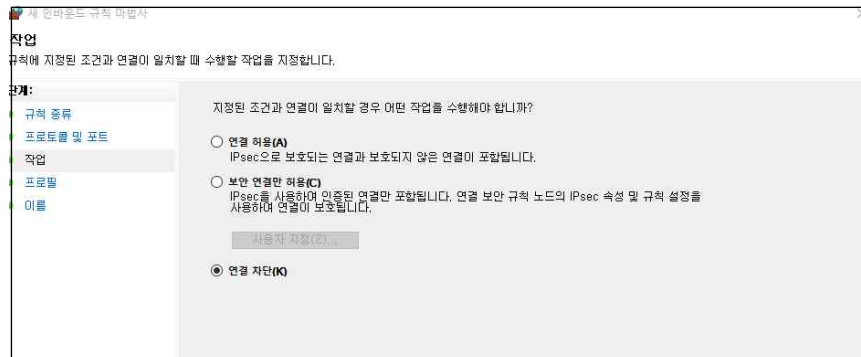 새 인바운드 규칙 마법사
작업
규칙에 지정된 조건과 연결이 일치할 때 수행할 작업을 지정합니다.
단계:
규칙 종류
프로토콜 및 포트
작업
프로필
이름
지정된 조건과 연결이 일치할 경우 어떤 작업을 수행해야 합니까?
연결 허용(A)
IPsec으로 보호되는 연결과 보호되지 않은 연결이 포함됩니다.
보안 연결만 허용(C)
IPsec을 사용하여 인증된 연결만 포함됩니다. 연결 보안 규칙 노드의 IPsec 속성 및 규칙 설정을
사용하여 연결이 보호됩니다.
사용자 지정(Z)...
연결 차단(K)